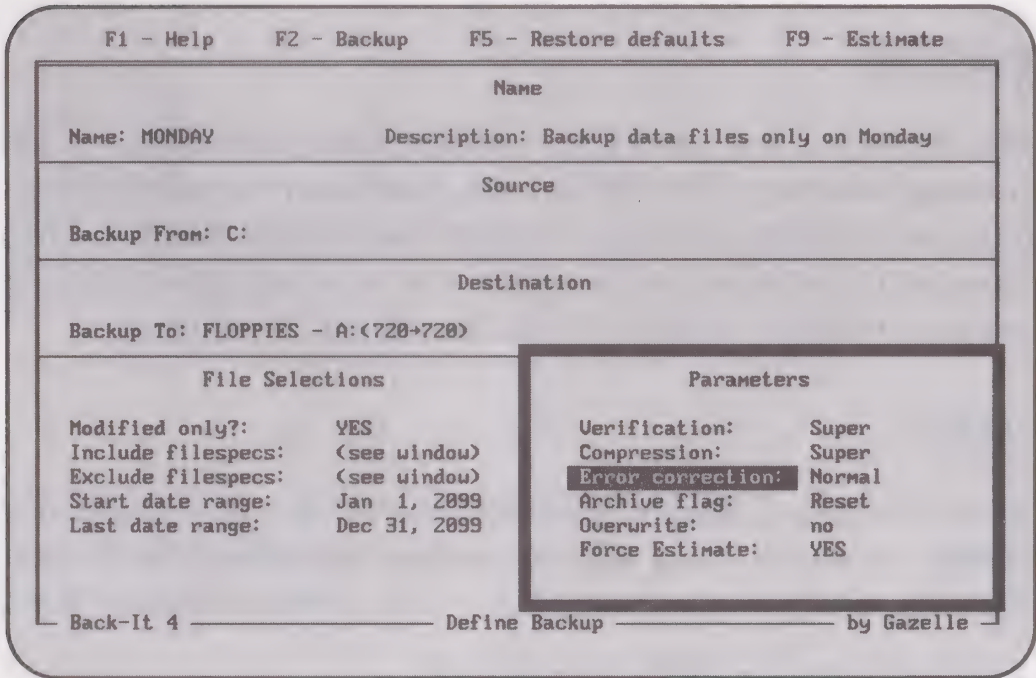 F1 - Help F2 - Backup F5 - Restore defaults F9 - Estimate
Name
Name: MONDAY Description: Backup data files only on Monday
Source
Backup From: C:
Destination
Backup To: FLOPPIES - A:(720→720)
File Selections
Modified only?: YES
Include filespecs: (see window)
Exclude filespecs: (see window)
Start date range: Jan 1, 2099
Last date range: Dec 31, 2099
Parameters
Verification: Super
Compression: Super
Error correction: Normal
Archive flag: Reset
Overwrite: no
Force Estimate: YES
Back-It 4 Define Backup by Gazelle